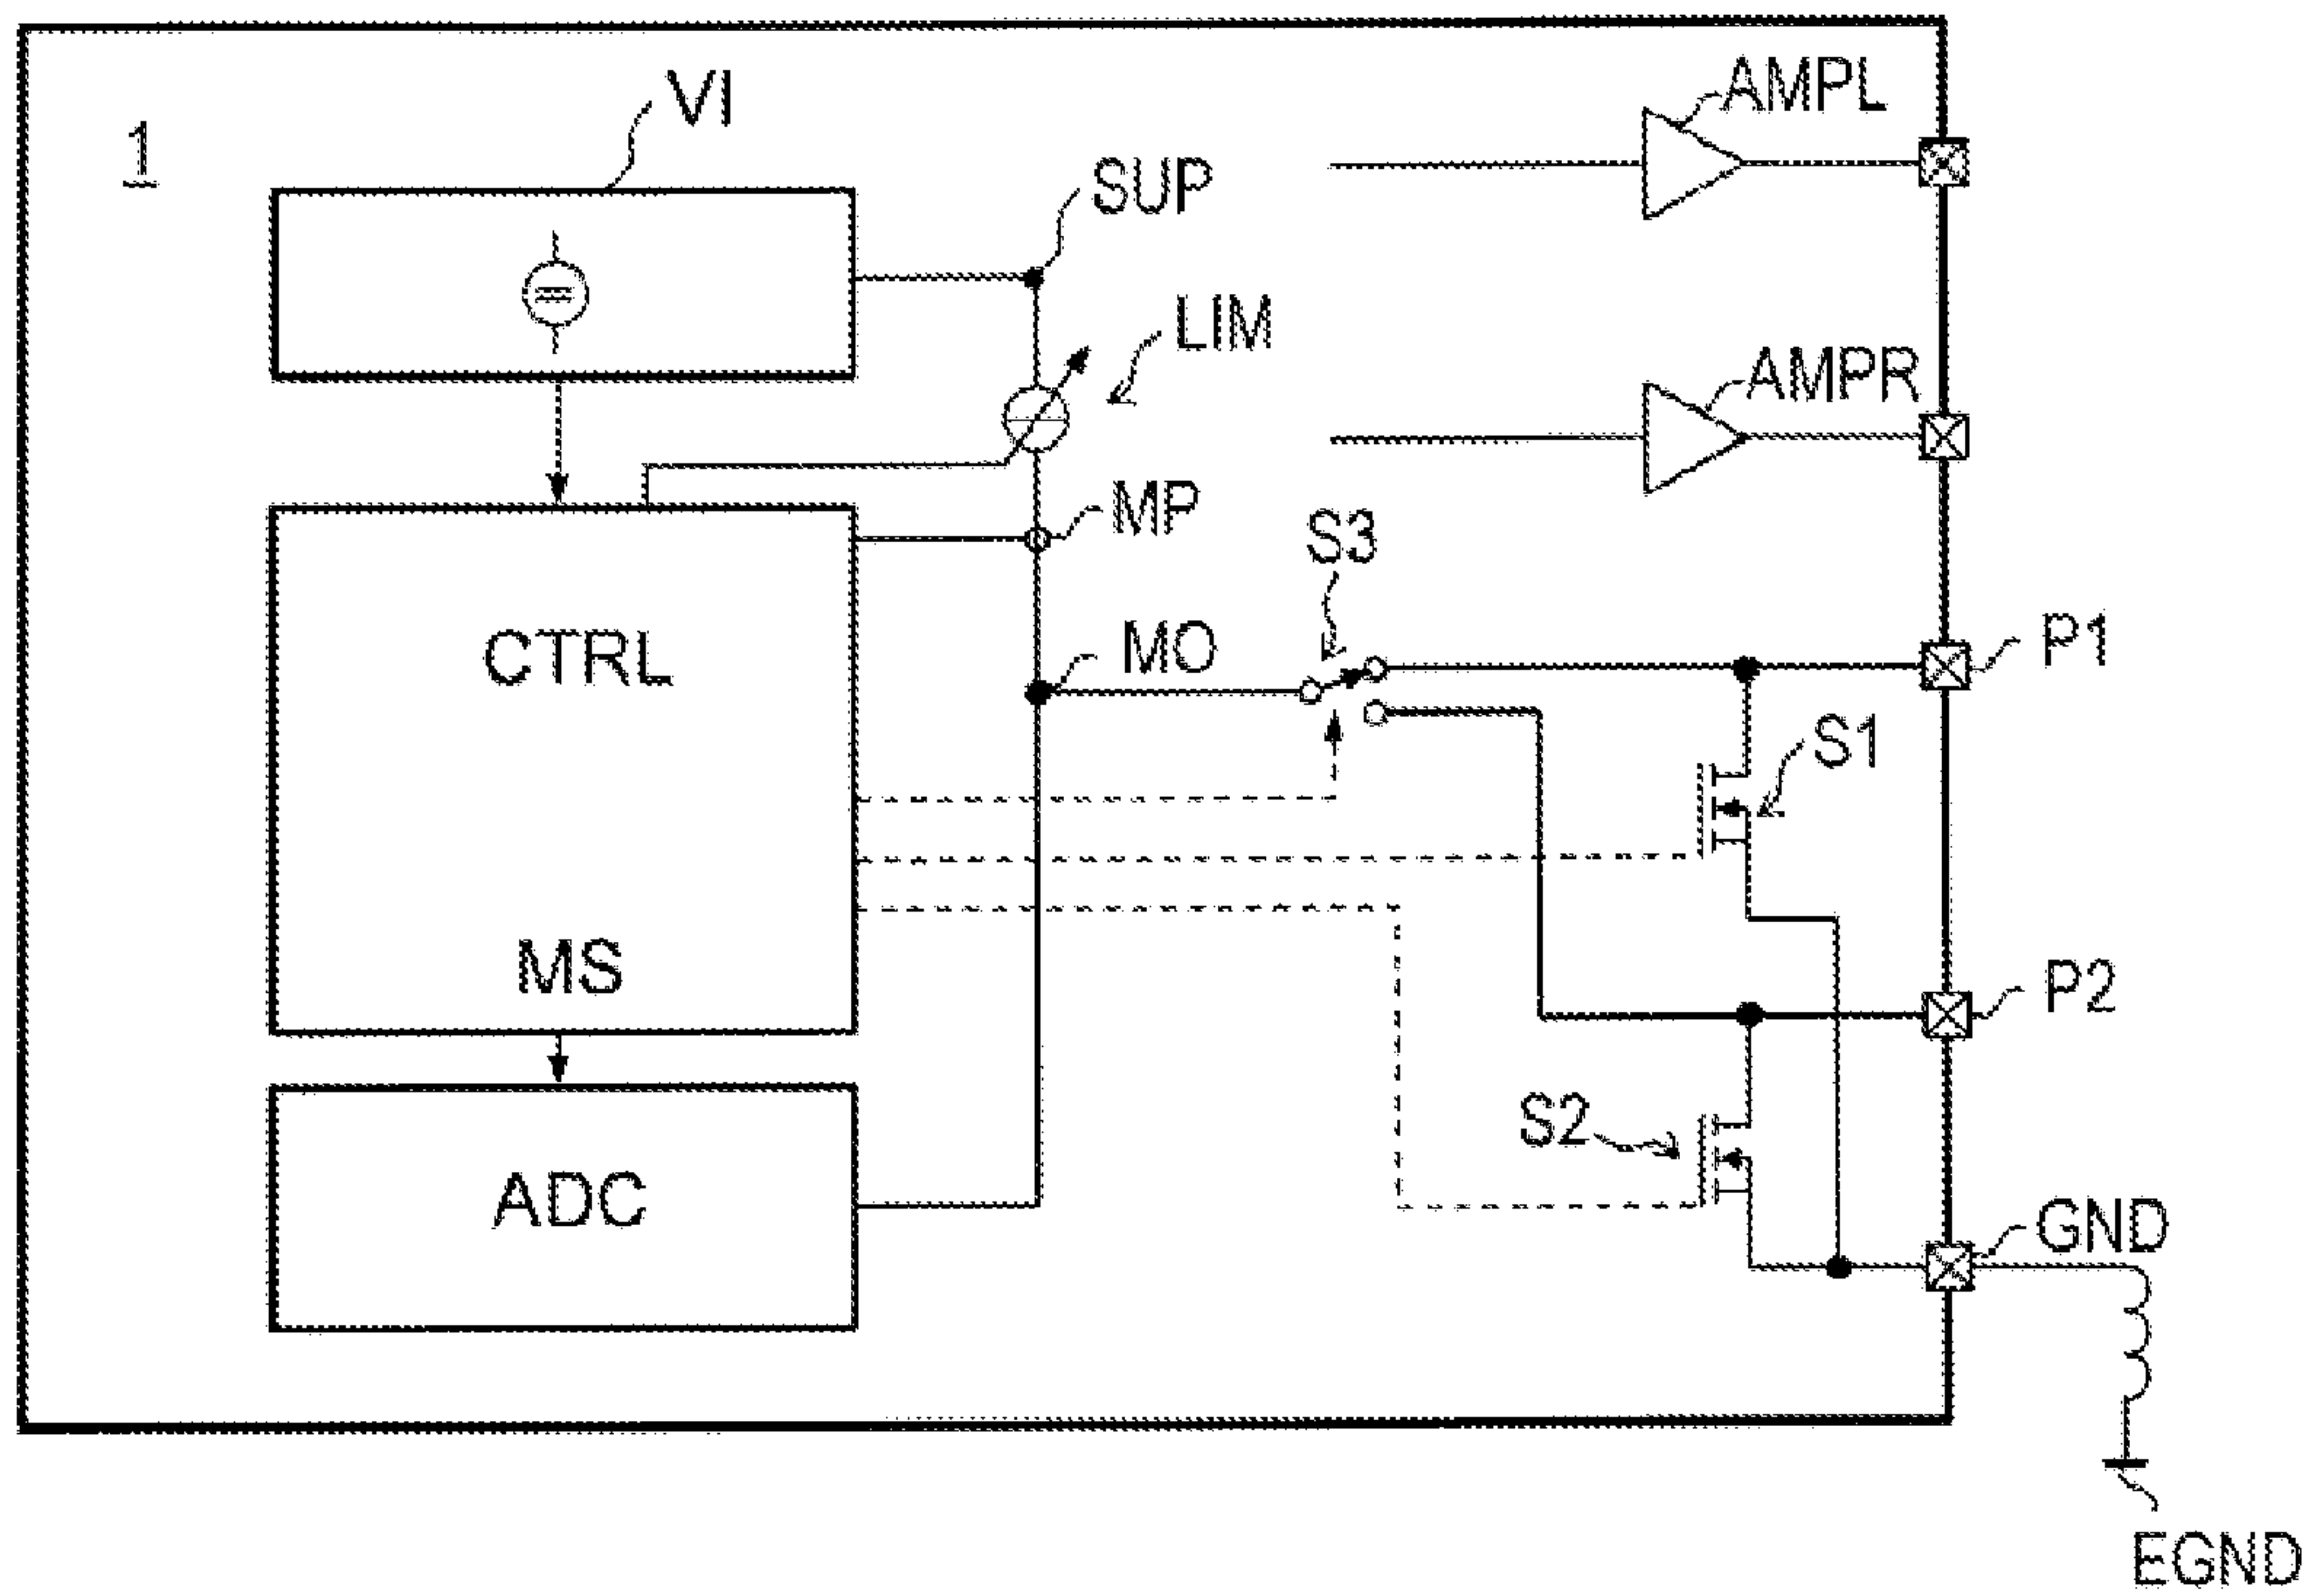 1
VI
SUP
AMPL
LIM
AMPR
MP
S3
CTRL
MO
P1
S1
MS
P2
S2
ADC
GND
EGND